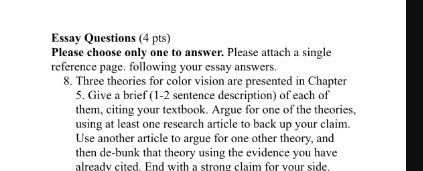 Essay Questions (4 pts)
Please choose only one to answer. Please attach a single
reference page. following your essay answers.
8. Three theories for color vision are presented in Chapter
5. Give a brief (1-2 sentence description) of each of
them, citing your textbook. Argue for one of the theories,
using at least one research article to back up your claim.
Use another article to argue for one other theory, and
then de-bunk that theory using the evidence you have
already cited. End with a strong claim for your side.